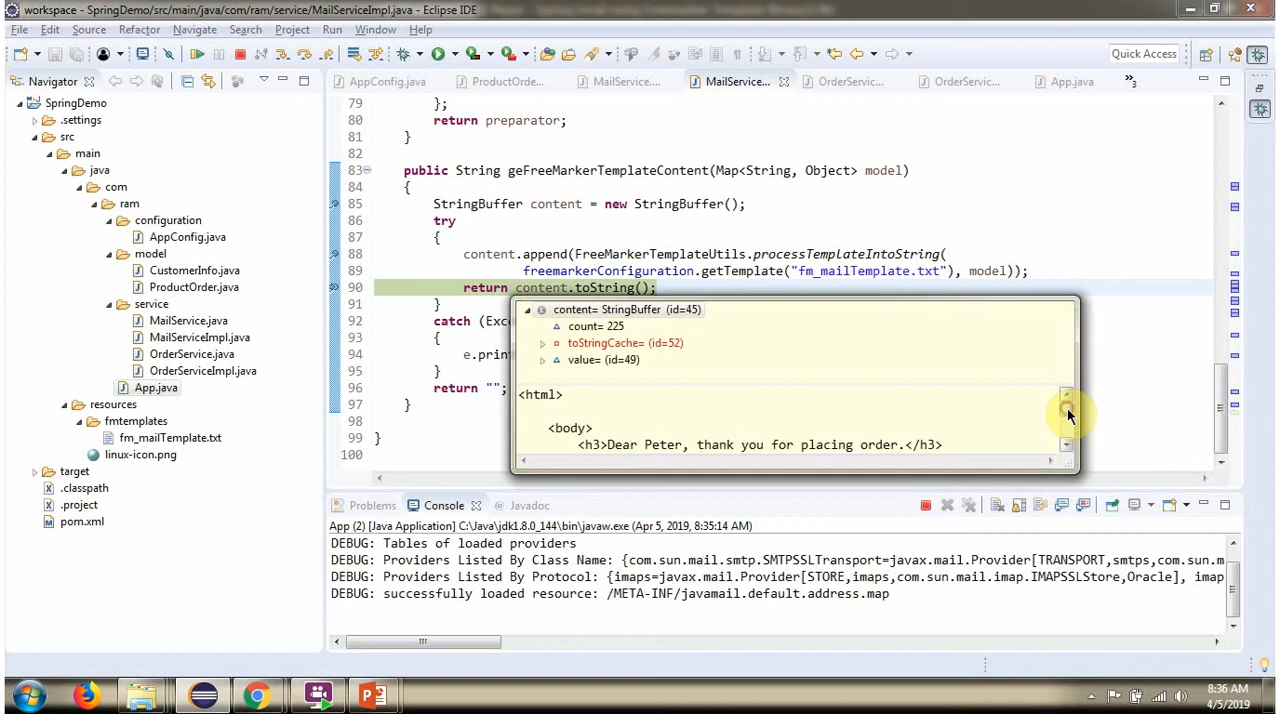 workspace - SpringDemo/src/main/java/com/ram/service/MailServiceImpl.java - Eclipse IDE
File Edit Source Refactor Navigate Search Project Run Window Help
Quick Access
Navigator
AppConfig.java
ProductOrde...
MailService....
MailService...
OrderServic...
OrderServic...
App.java
»3
SpringDemo
.settings
src
main
java
com
ram
configuration
AppConfig.java
model
CustomerInfo.java
ProductOrder.java
service
MailService.java
MailServiceImpl.java
OrderService.java
OrderServiceImpl.java
App.java
resources
fmtemplates
fm_mailTemplate.txt
linux-icon.png
target
.classpath
.project
pom.xml
79 };
80 return preparator;
81 }
82
83 public String geFreeMarkerTemplateContent(Map<String, Object> model)
84 {
85 StringBuffer content = new StringBuffer();
86 try
87 {
88 content.append(FreeMarkerTemplateUtils.processTemplateIntoString(
89 freemarkerConfiguration.getTemplate("fm_mailTemplate.txt"), model));
90 return content.toString();
91 }
92 catch (Exc
93 {
94 e.print
95 }
96 return "";
97 }
98
99 }
100
content= StringBuffer (id=45)
count= 225
toStringCache= (id=52)
value= (id=49)
<html>
<body>
<h3>Dear Peter, thank you for placing order.</h3>
Problems
Console
Javadoc
App (2) [Java Application] C:\Java\jdk1.8.0_144\bin\javaw.exe (Apr 5, 2019, 8:35:14 AM)
DEBUG: Tables of loaded providers
DEBUG: Providers Listed By Class Name: {com.sun.mail.smtp.SMTPSSLTransport=javax.mail.Provider[TRANSPORT,smtps,com.sun.m
DEBUG: Providers Listed By Protocol: {imaps=javax.mail.Provider[STORE,imaps,com.sun.mail.imap.IMAPSSLStore,Oracle], imap
DEBUG: successfully loaded resource: /META-INF/javamail.default.address.map
8:36 AM
4/5/2019